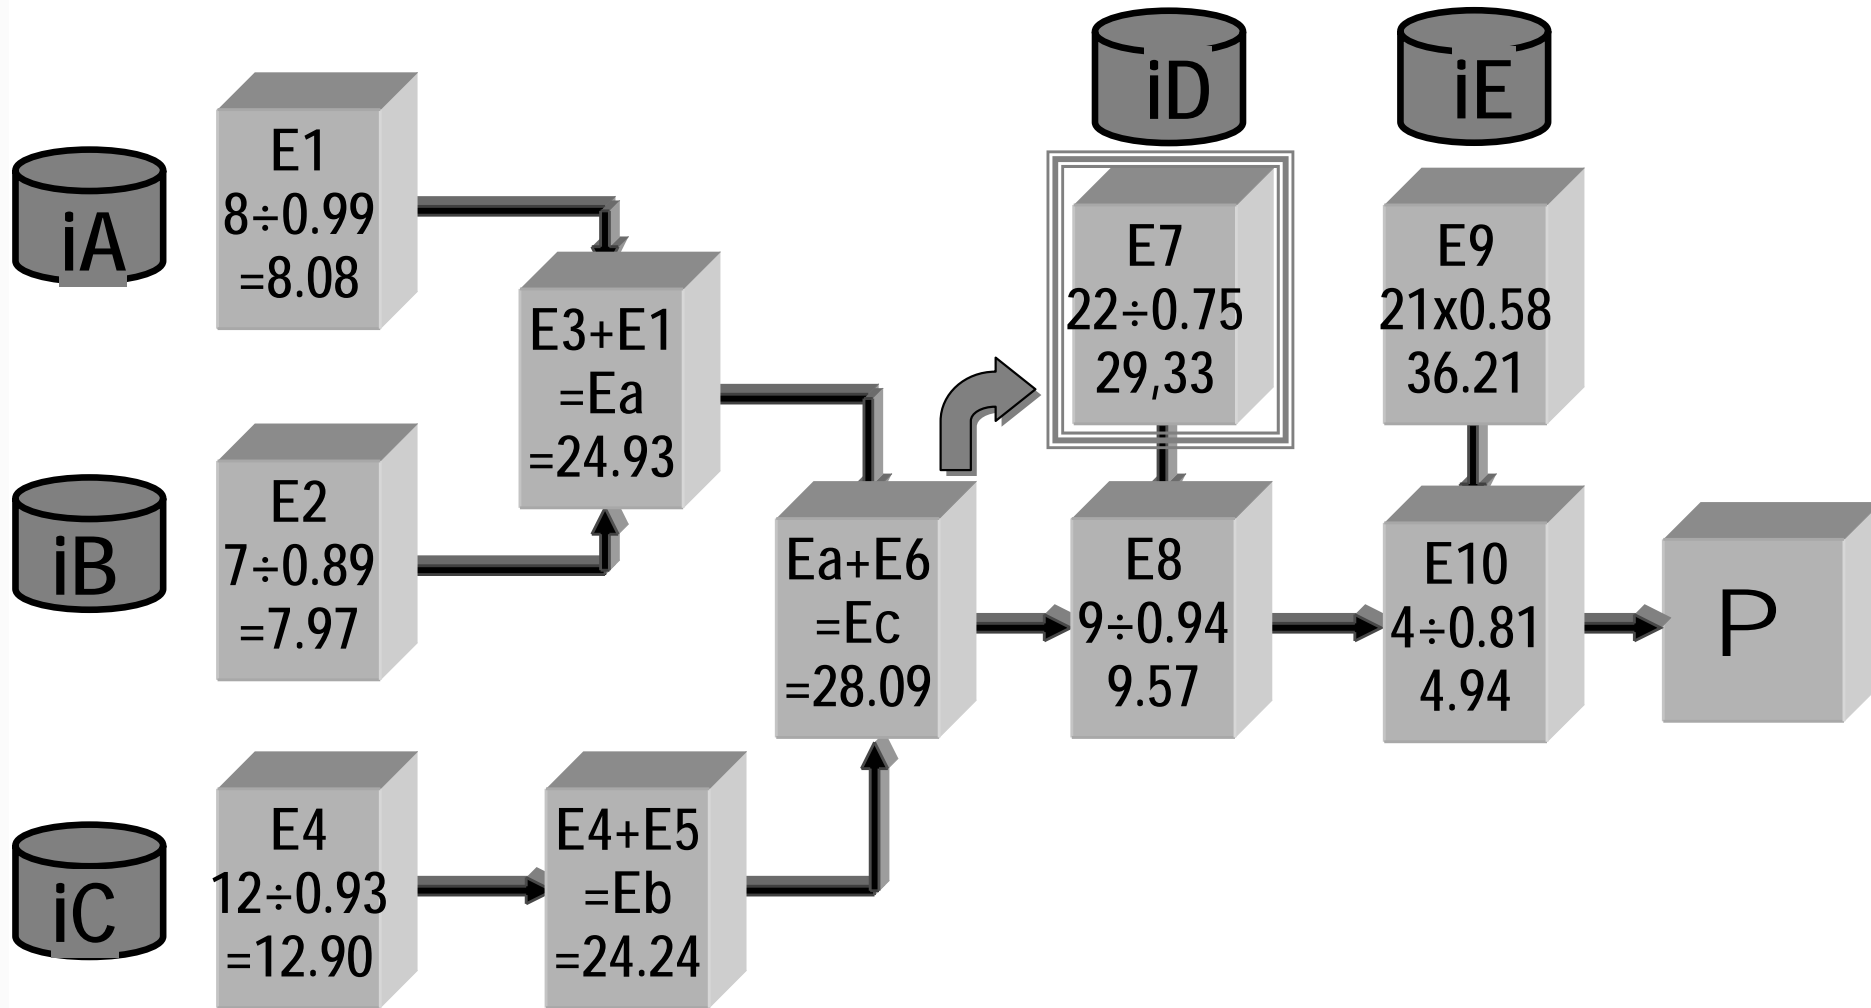 iA
E1
8÷0.99
=8.08
iB
E2
7÷0.89
=7.97
iC
E4
12÷0.93
=12.90
E3+E1
=Ea
=24.93
E4+E5
=Eb
=24.24
Ea+E6
=Ec
=28.09
iD
E7
22÷0.75
29,33
E8
9÷0.94
9.57
iE
E9
21x0.58
36.21
E10
4÷0.81
4.94
P